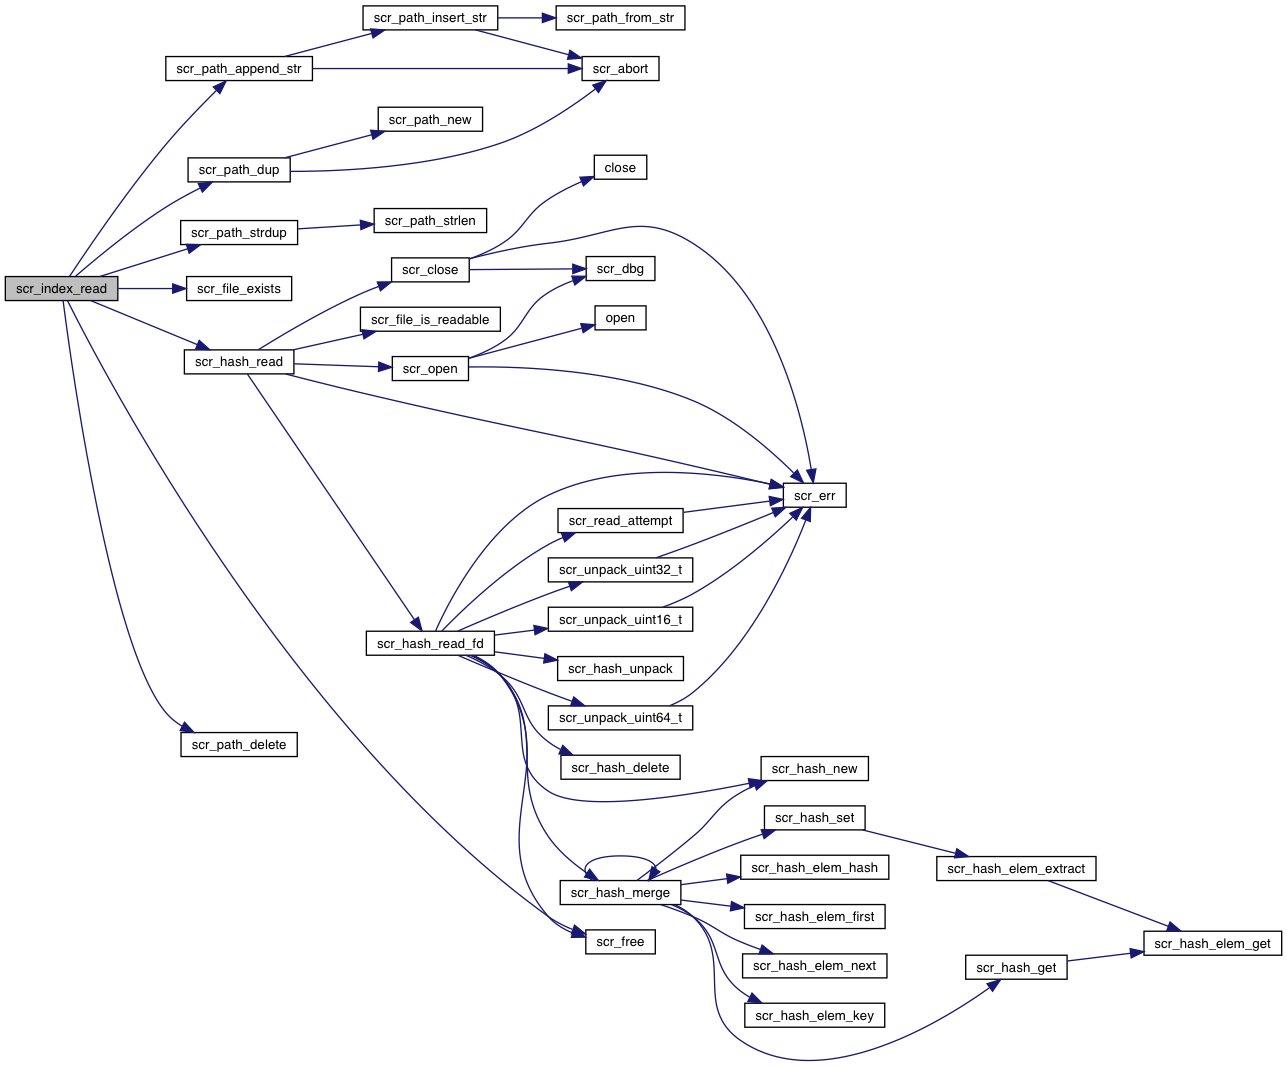 scr_path_insert_str
scr_path_from_str
scr_path_append_str
scr_abort
scr_path_new
scr_path_dup
close
scr_path_strlen
scr_path_strdup
scr_close
scr_dbg
scr_index_read
scr_file_exists
scr_file_is_readable
open
scr_hash_read
scr_open
scr_err
scr_read_attempt
scr_unpack_uint32_t
scr_unpack_uint16_t
scr_hash_read_fd
scr_hash_unpack
scr_unpack_uint64_t
scr_path_delete
scr_hash_delete
scr_hash_new
scr_hash_set
scr_hash_elem_hash
scr_hash_elem_extract
scr_hash_merge
scr_hash_elem_first
scr_free
scr_hash_elem_get
scr_hash_elem_next
scr_hash_get
scr_hash_elem_key